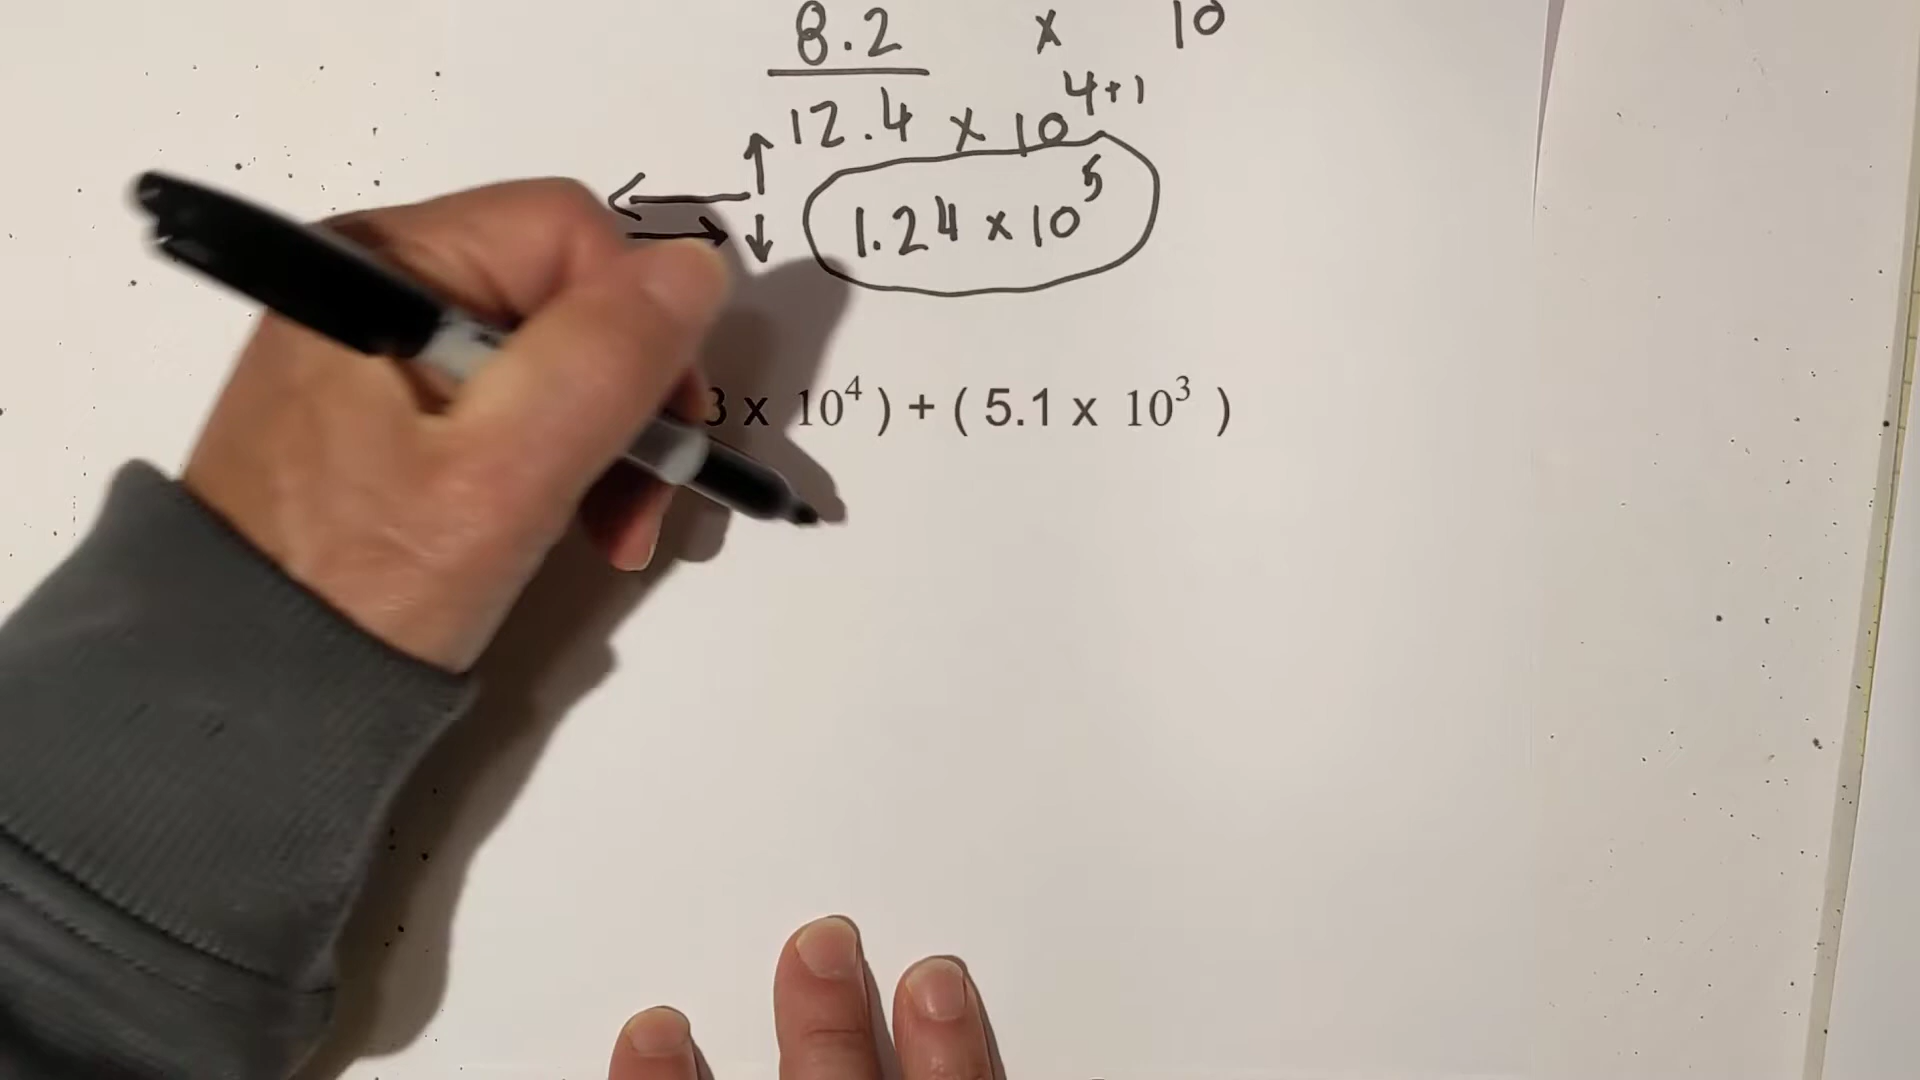 8.2 x 10
12.4 x 10^4+1
1.24 x 10^5
3 x 10^4 ) + ( 5.1 x 10^3 )